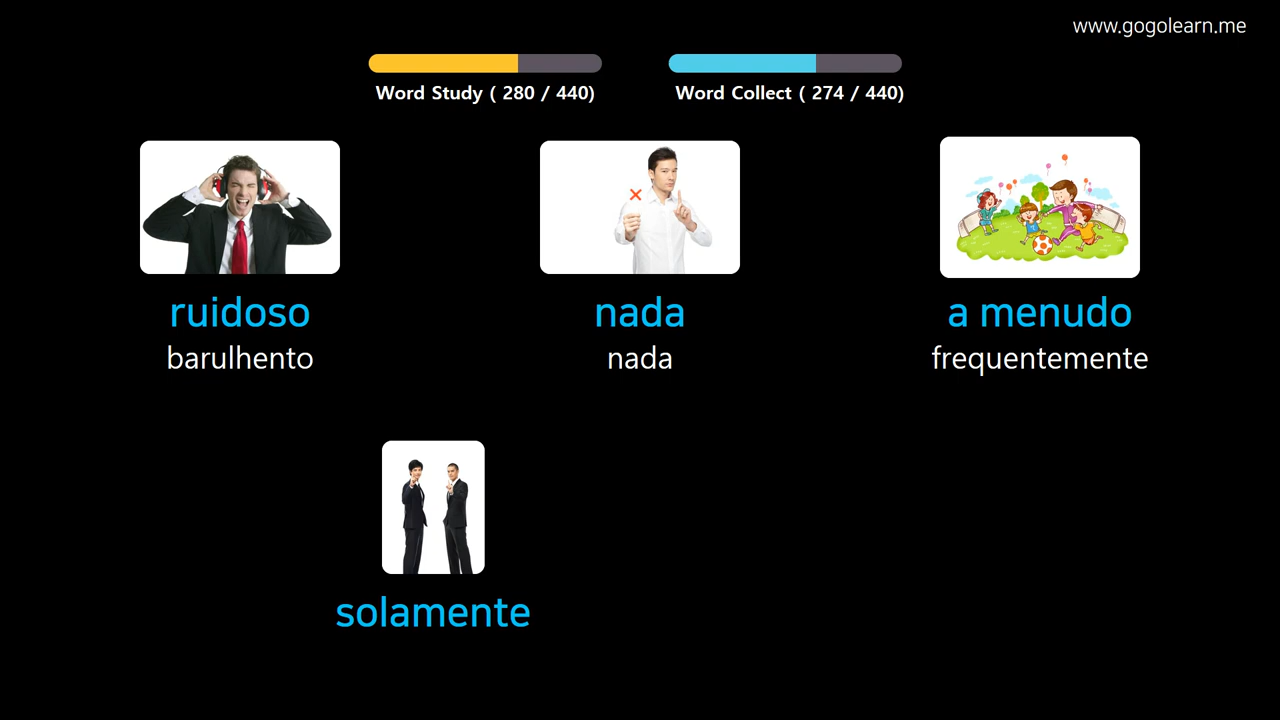 www.gogolearn.me
Word Study ( 280 / 440)
Word Collect ( 274 / 440)
ruidoso
barulhento
nada
nada
a menudo
frequentemente
solamente